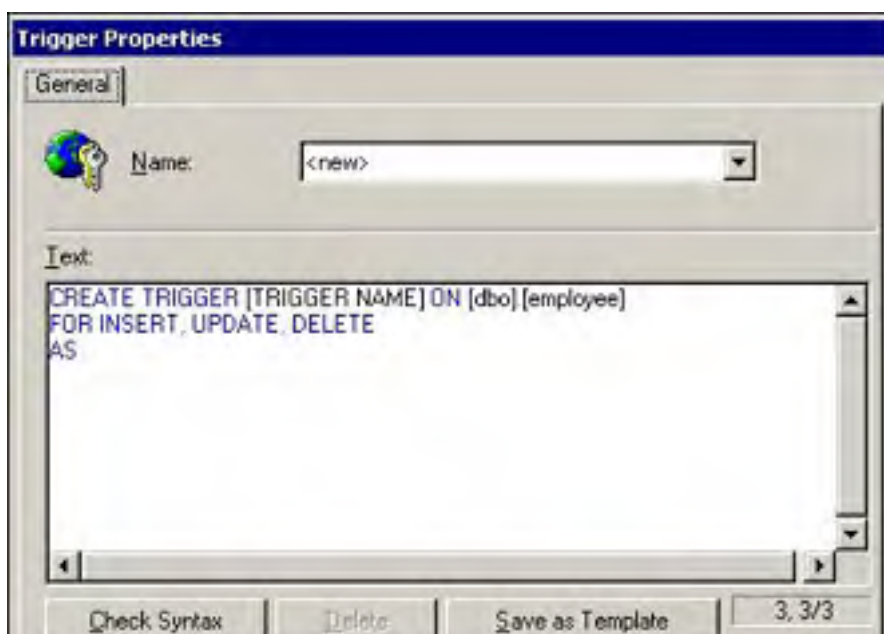 Trigger Properties
General
Name: <new>
Text:
CREATE TRIGGER [TRIGGER NAME] ON [dbo].[employee]
FOR INSERT, UPDATE, DELETE
AS
Check Syntax Delete Save as Template 3, 3/3